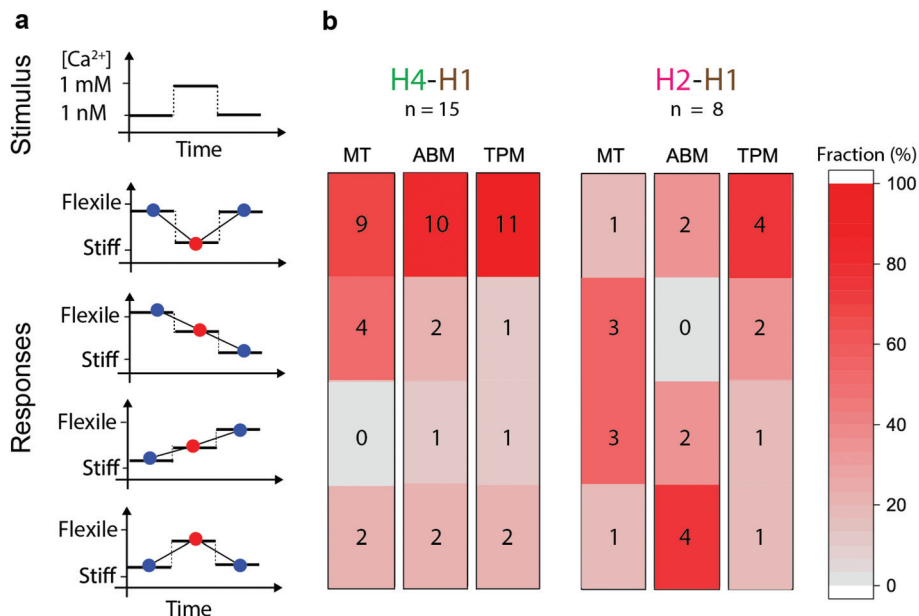 a
Stimulus
[Ca²⁺]
1 mM
1 nM
Time
Responses
Flexile
Stiff
Flexile
Stiff
Flexile
Stiff
Flexile
Stiff
Time
b
H4-H1
n = 15
MT ABM TPM
9 10 11
4 2 1
0 1 1
2 2 2
H2-H1
n = 8
MT ABM TPM
1 2 4
3 0 2
3 2 1
1 4 1
Fraction (%)
100
80
60
40
20
0